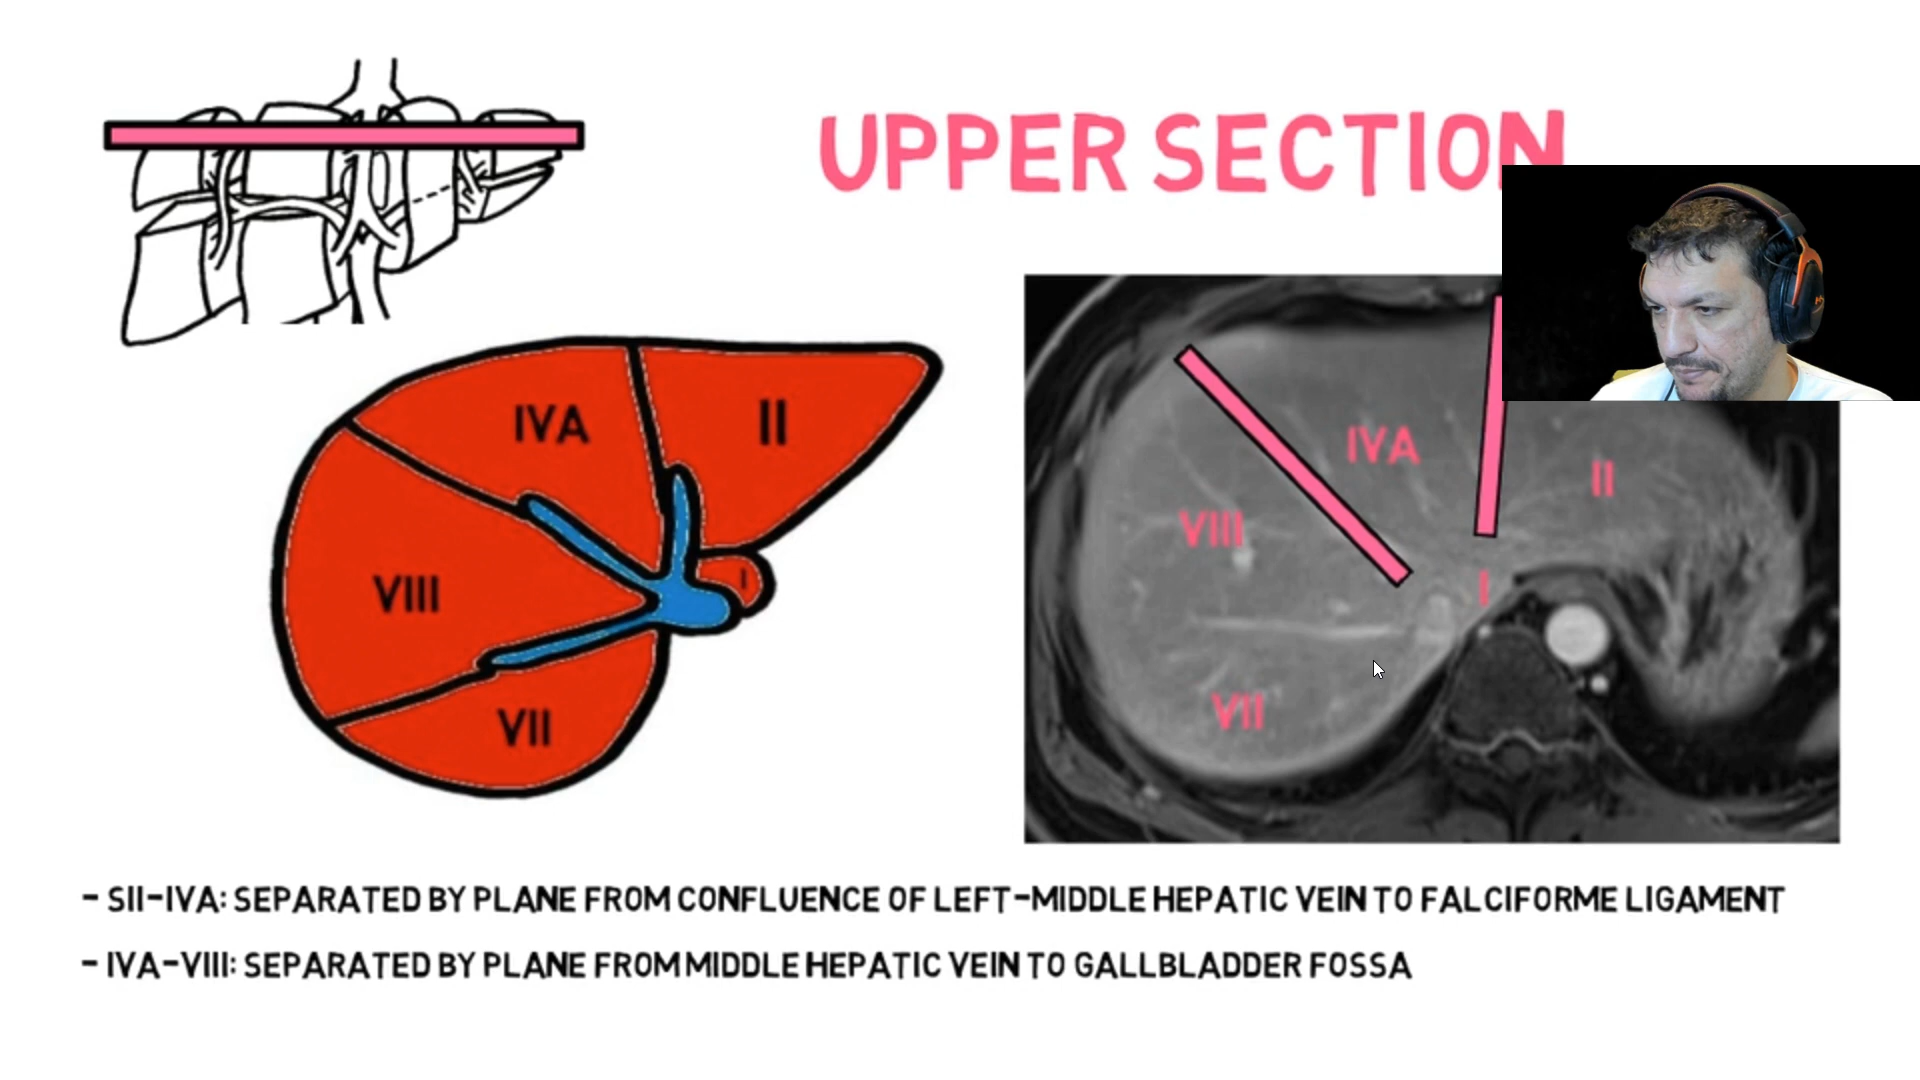 UPPER SECTION
IVA
II
VIII
I
VII
IVA
II
VIII
I
VII
- SII-IVA: SEPARATED BY PLANE FROM CONFLUENCE OF LEFT-MIDDLE HEPATIC VEIN TO FALCIFORME LIGAMENT
- IVA-VIII: SEPARATED BY PLANE FROM MIDDLE HEPATIC VEIN TO GALLBLADDER FOSSA